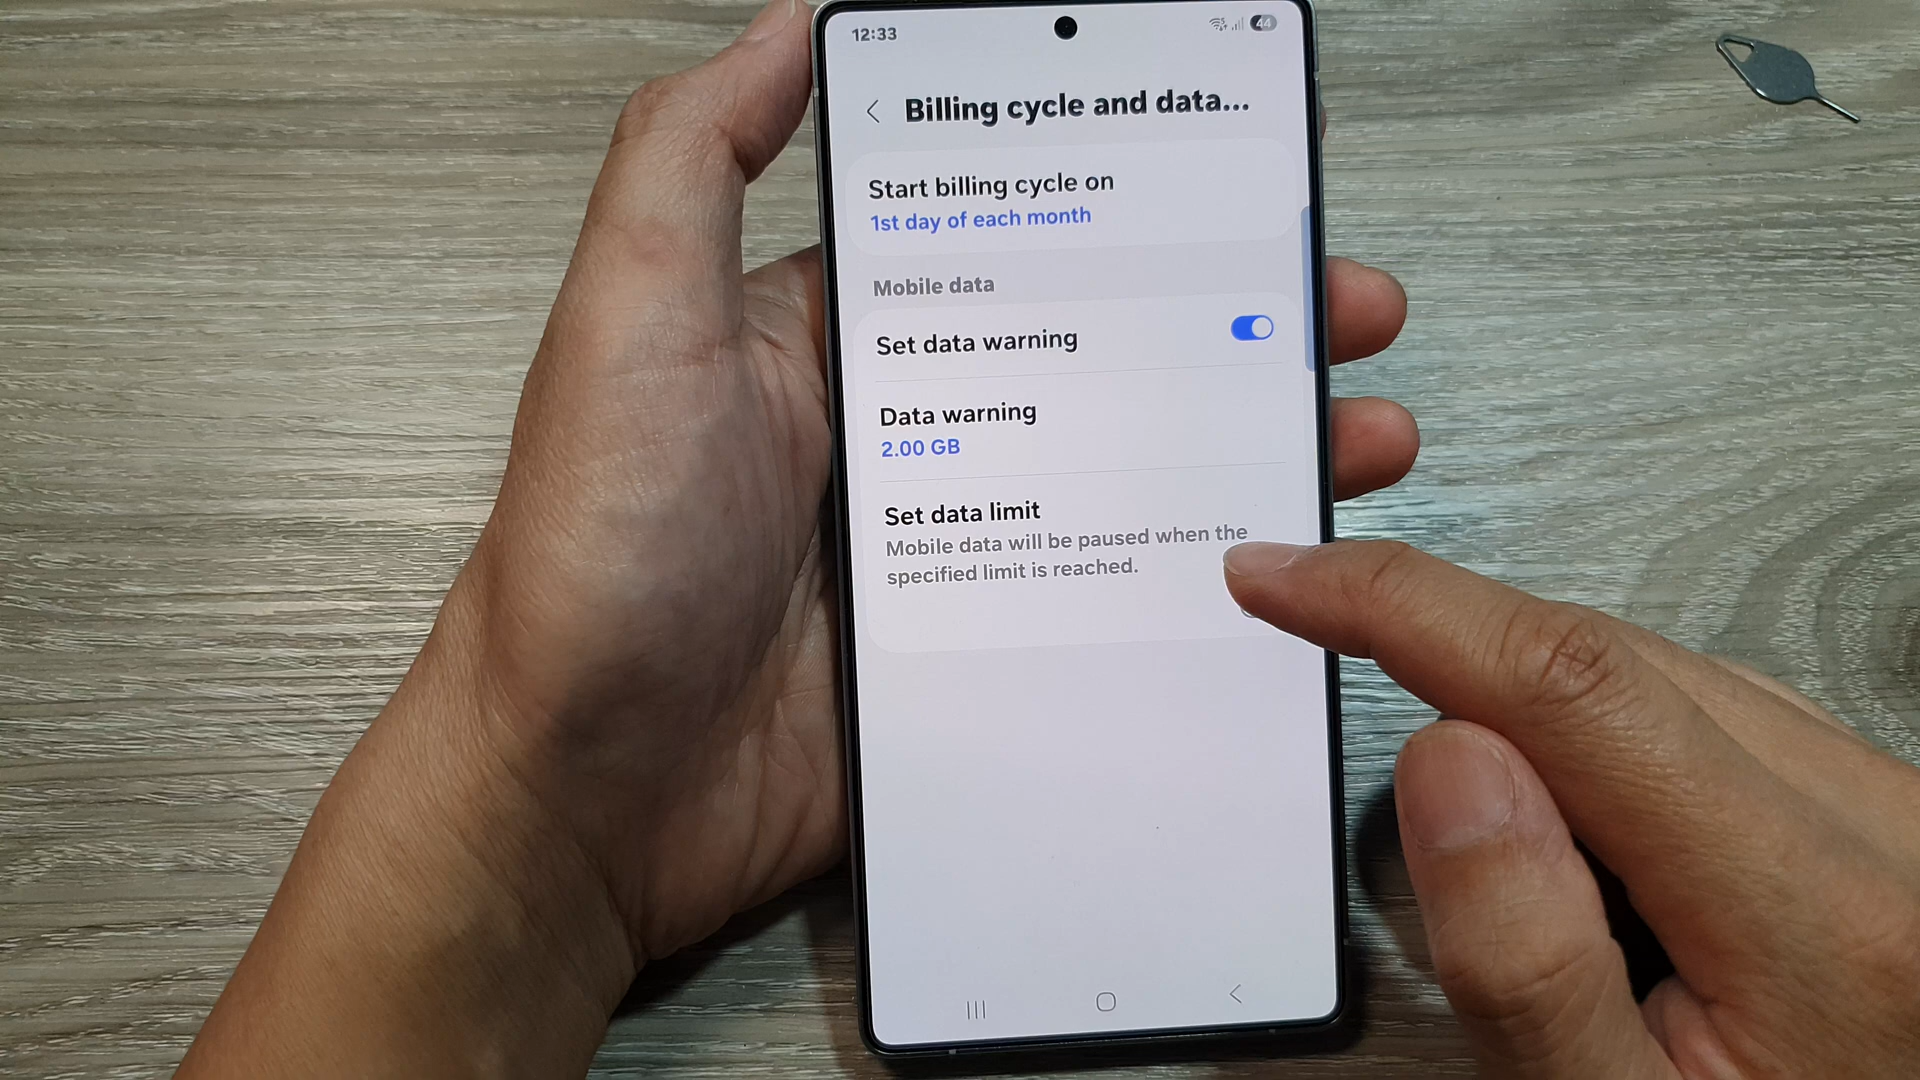 12:33
44
Billing cycle and data...
Start billing cycle on
1st day of each month
Mobile data
Set data warning
Data warning
2.00 GB
Set data limit
Mobile data will be paused when the
specified limit is reached.